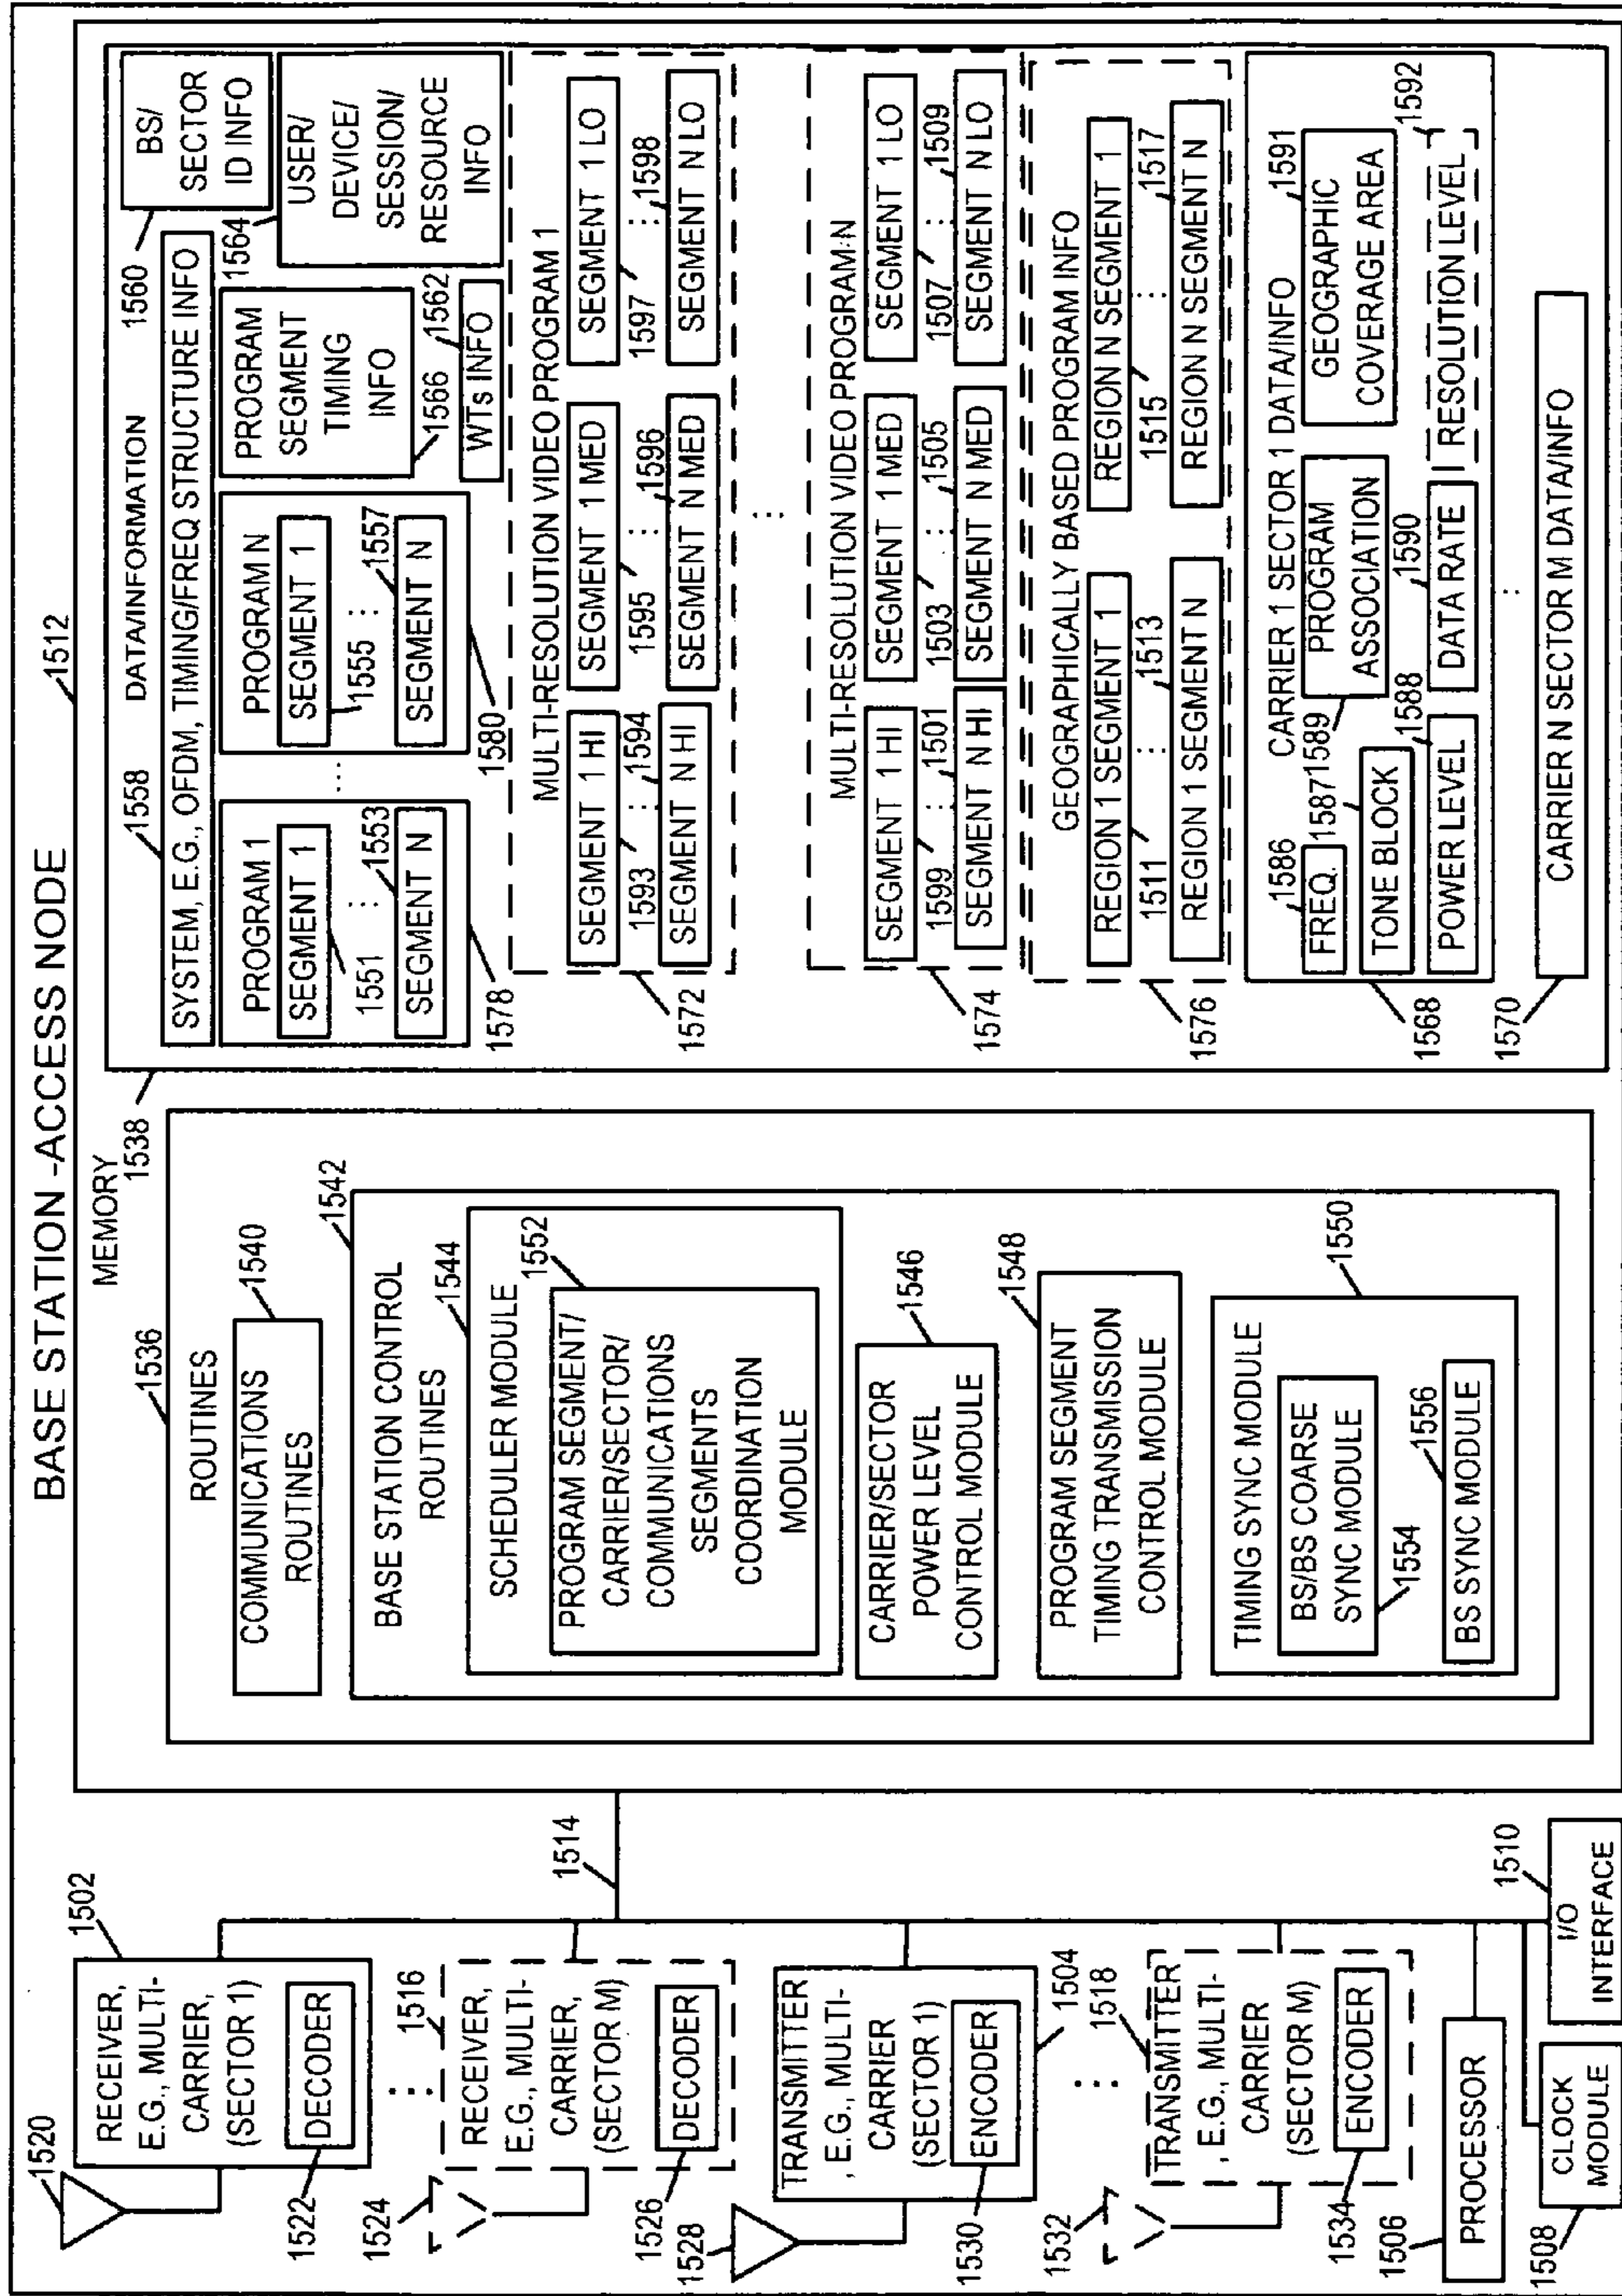 BASE STATION -ACCESS NODE
1520
1502
RECEIVER,
E.G., MULTI-
CARRIER,
(SECTOR 1)
DECODER
1522
1516
1524
RECEIVER,
E.G., MULTI-
CARRIER,
(SECTOR M)
DECODER
1526
1528
TRANSMITTER
, E.G., MULTI-
CARRIER
(SECTOR 1)
ENCODER
1530
1504
1518
1532
TRANSMITTER
, E.G., MULTI-
CARRIER
(SECTOR M)
ENCODER
1534
1506
PROCESSOR
1508
CLOCK
MODULE
I/O
INTERFACE
1510
1514
1512
MEMORY
1536
1538
ROUTINES
COMMUNICATIONS
ROUTINES
1540
1542
BASE STATION CONTROL
ROUTINES
1544
SCHEDULER MODULE
1552
PROGRAM SEGMENT/
CARRIER/SECTOR/
COMMUNICATIONS
SEGMENTS
COORDINATION
MODULE
CARRIER/SECTOR
POWER LEVEL
CONTROL MODULE
1546
PROGRAM SEGMENT
TIMING TRANSMISSION
CONTROL MODULE
1548
TIMING SYNC MODULE
1550
BS/BS COARSE
SYNC MODULE
1554
1556
BS SYNC MODULE
1558
DATA/INFORMATION
1560
BS/
SECTOR
ID INFO
SYSTEM, E.G., OFDM, TIMING/FREQ STRUCTURE INFO
PROGRAM 1
SEGMENT 1
1551
⋮
1553
SEGMENT N
1578
...
PROGRAM N
SEGMENT 1
1555
⋮
1557
SEGMENT N
1580
PROGRAM
SEGMENT
TIMING
INFO
1566
1562
WTs INFO
1564
USER/
DEVICE/
SESSION/
RESOURCE
INFO
MULTI-RESOLUTION VIDEO PROGRAM 1
SEGMENT 1 HI
SEGMENT 1 MED
SEGMENT 1 LO
1593 ⋮ 1594
1595 ⋮ 1596
1597 ⋮ 1598
SEGMENT N HI
SEGMENT N MED
SEGMENT N LO
1572
⋮
MULTI-RESOLUTION VIDEO PROGRAM N
SEGMENT 1 HI
SEGMENT 1 MED
SEGMENT 1 LO
1599 ⋮ 1501
1503 ⋮ 1505
1507 ⋮ 1509
SEGMENT N HI
SEGMENT N MED
SEGMENT N LO
1574
GEOGRAPHICALLY BASED PROGRAM INFO
REGION 1 SEGMENT 1
REGION N SEGMENT 1
1511 ⋮ 1513
1515 ⋮ 1517
REGION 1 SEGMENT N
REGION N SEGMENT N
1576
CARRIER 1 SECTOR 1 DATA/INFO
1586
FREQ.
1587
TONE BLOCK
1589
PROGRAM
ASSOCIATION
1591
GEOGRAPHIC
COVERAGE AREA
1588
POWER LEVEL
1590
DATA RATE
1592
RESOLUTION LEVEL
1568
⋮
CARRIER N SECTOR M DATA/INFO
1570